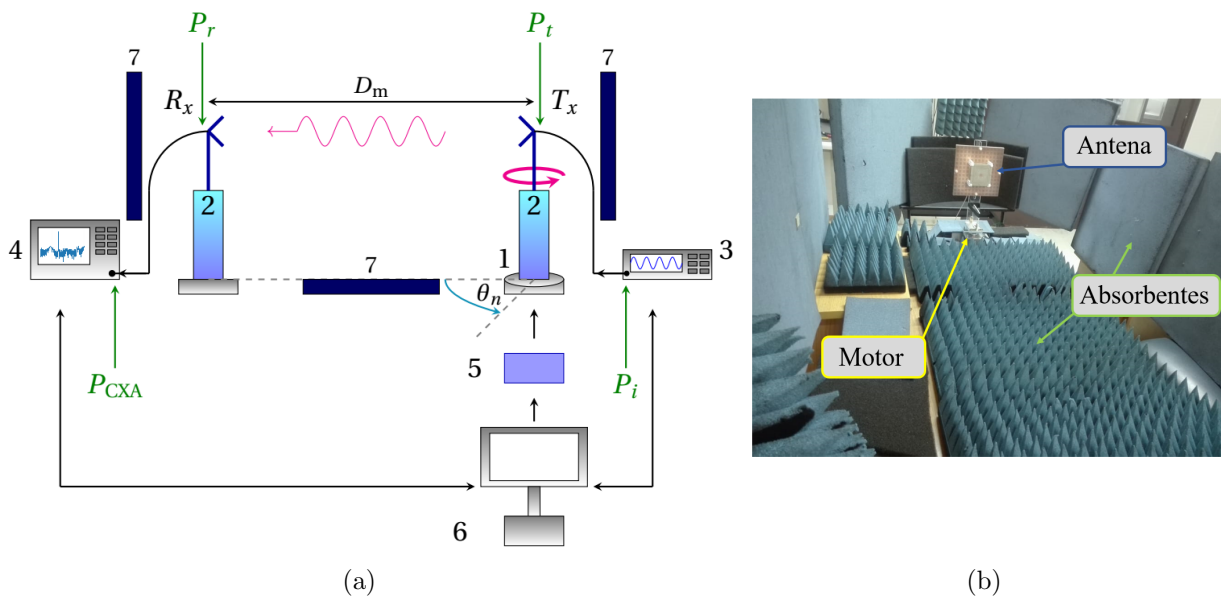 P_r
P_t
7
7
R_x
D_m
T_x
2
2
4
7
1
3
θ_n
5
P_CXA
P_i
6
(a)
Antena
Absorbentes
Motor
(b)